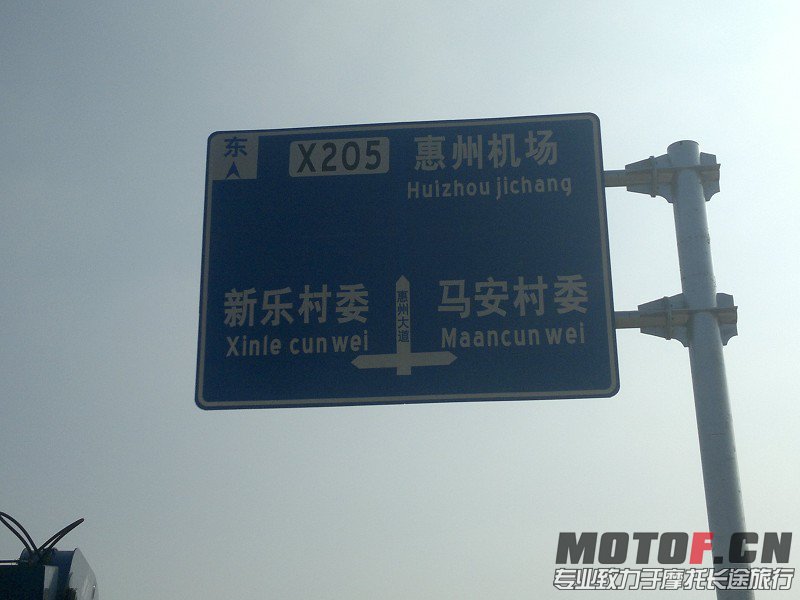 东
X205
惠州机场
Huizhou jichang
新乐村委
Xinle cun wei
惠州大道
马安村委
Maancun wei
MOTOF.CN
专业致力于摩托长途旅行